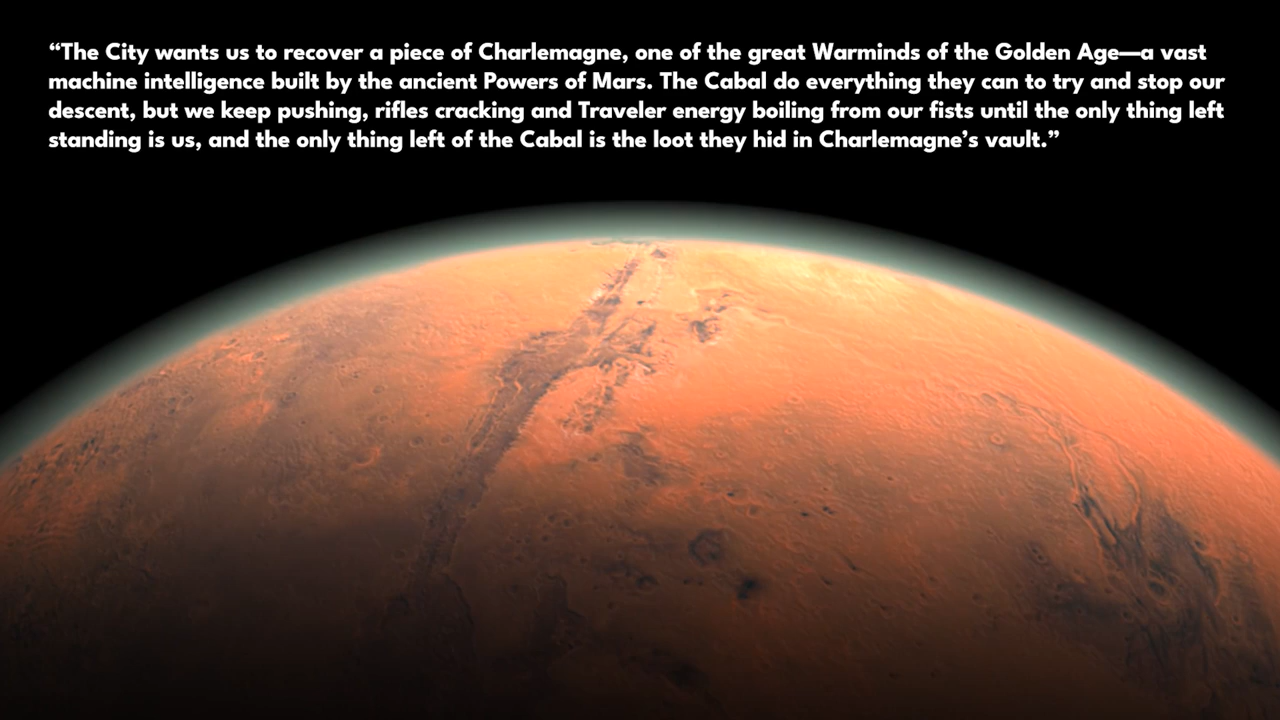 “The City wants us to recover a piece of Charlemagne, one of the great Warminds of the Golden Age—a vast
machine intelligence built by the ancient Powers of Mars. The Cabal do everything they can to try and stop our
descent, but we keep pushing, rifles cracking and Traveler energy boiling from our fists until the only thing left
standing is us, and the only thing left of the Cabal is the loot they hid in Charlemagne’s vault.”